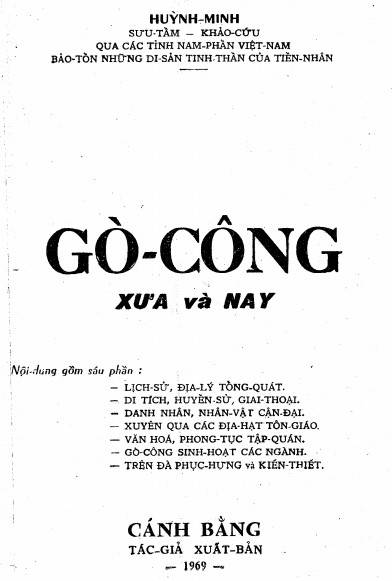 HUỲNH-MINH
SƯU-TẦM — KHẢO-CỨU
QUA CÁC TỈNH NAM-PHẦN VIỆT-NAM
BẢO-TỒN NHỮNG DI-SẢN TINH-THẦN CỦA TIỀN-NHÂN
GÒ-CÔNG
XƯA và NAY
Nội-dung gồm sáu phần :
— LỊCH-SỬ, ĐỊA-LÝ TỔNG-QUÁT.
— DI TÍCH, HUYỀN-SỬ, GIAI-THOẠI.
— DANH NHÂN, NHÂN-VẬT CẬN-ĐẠI.
— XUYÊN QUA CÁC ĐỊA-HẠT TÔN-GIÁO.
— VĂN HOÁ, PHONG-TỤC TẬP-QUÁN.
— GÒ-CÔNG SINH-HOẠT CÁC NGÀNH.
— TRÊN ĐÀ PHỤC-HƯNG và KIẾN-THIẾT.
CÁNH BẰNG
TÁC-GIẢ XUẤT-BẢN
— 1969 —